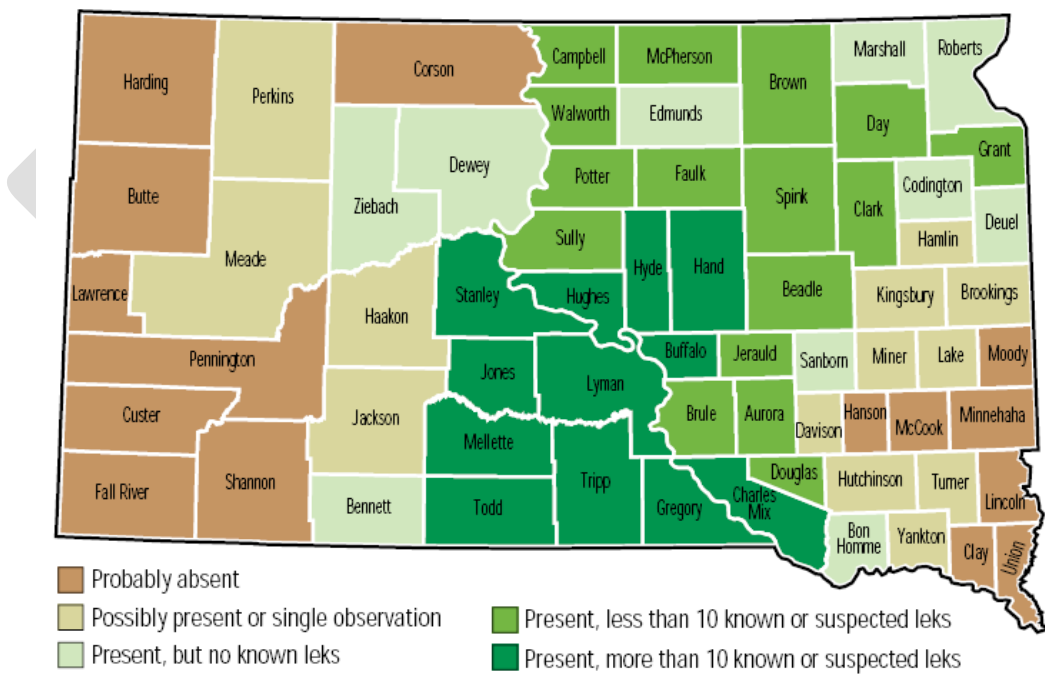 Harding
Perkins
Corson
Campbell
McPherson
Brown
Marshall
Roberts
Walworth
Edmunds
Day
Grant
Butte
Meade
Ziebach
Dewey
Potter
Faulk
Spink
Clark
Codington
Deuel
Hamlin
Sully
Hyde
Hand
Lawrence
Haakon
Stanley
Hughes
Beadle
Kingsbury
Brookings
Pennington
Jones
Lyman
Buffalo
Jerauld
Sanborn
Miner
Lake
Moody
Custer
Jackson
Mellette
Brule
Aurora
Davison
Hanson
McCook
Minnehaha
Fall River
Shannon
Bennett
Todd
Tripp
Gregory
Charles
Mix
Douglas
Hutchinson
Turner
Lincoln
Bon
Homme
Yankton
Clay
Union
Probably absent
Possibly present or single observation
Present, but no known leks
Present, less than 10 known or suspected leks
Present, more than 10 known or suspected leks